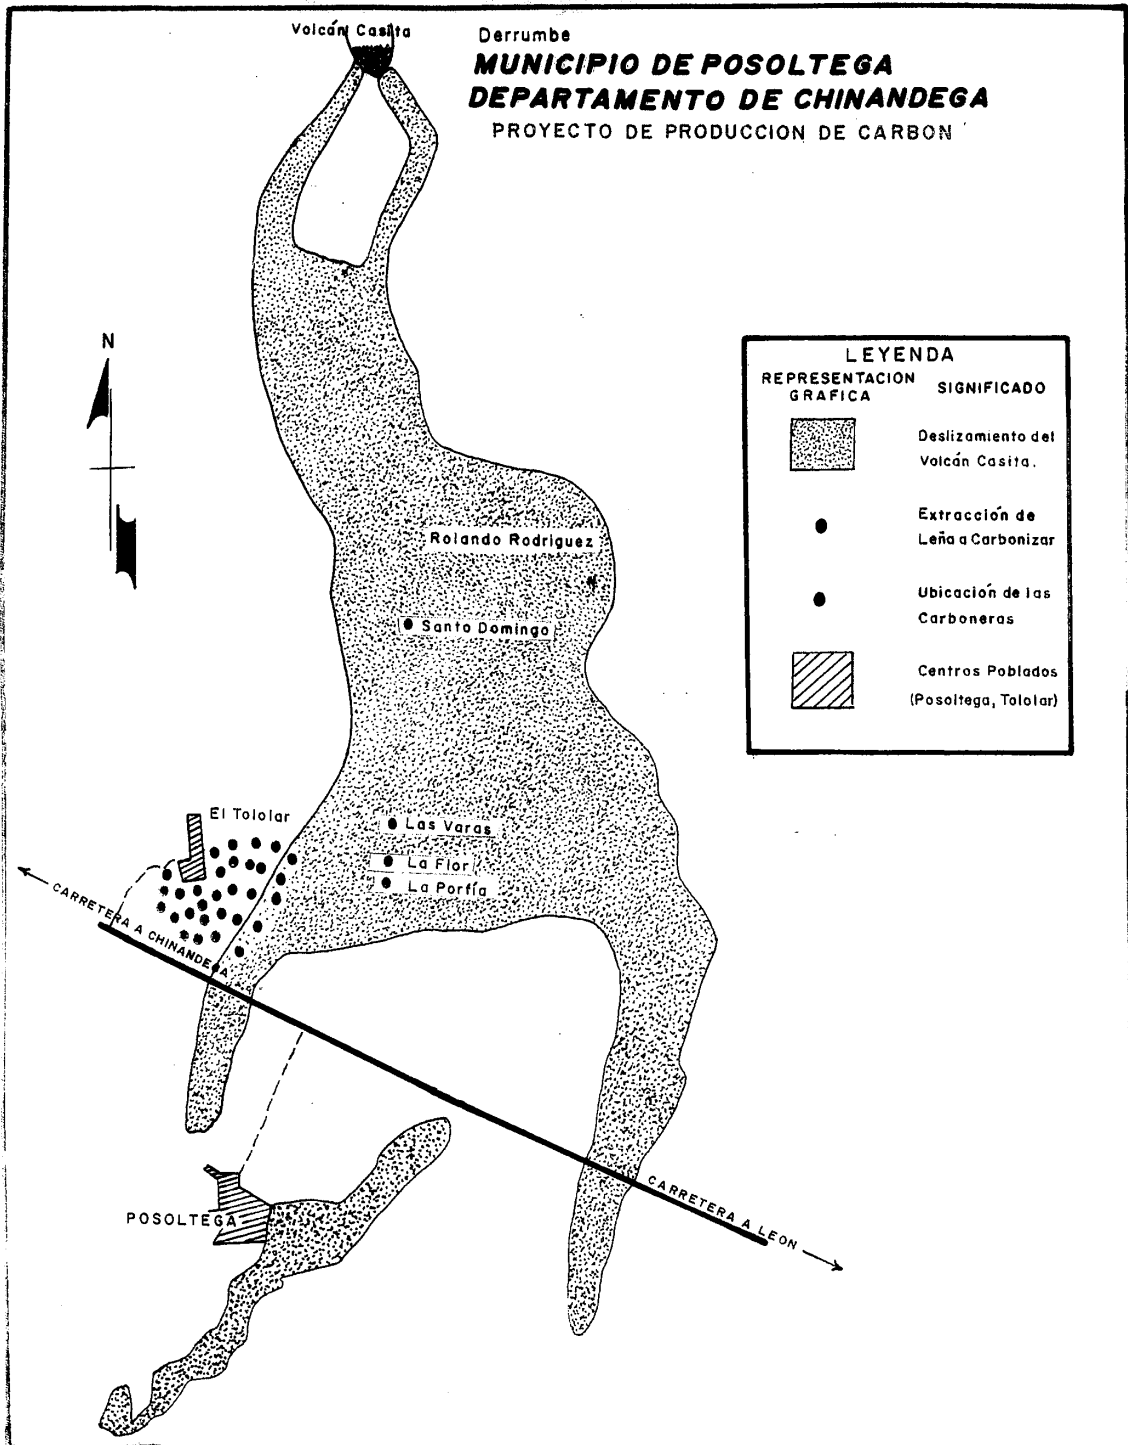 Volcán Casita
Derrumbe
MUNICIPIO DE POSOLTEGA
DEPARTAMENTO DE CHINANDEGA
PROYECTO DE PRODUCCION DE CARBON
N
LEYENDA
REPRESENTACION
GRAFICA
SIGNIFICADO
Deslizamiento del
Volcán Casita.
Extracción de
Leña a Carbonizar
Ubicación de las
Carboneras
Centros Poblados
(Posoltega, Tololar)
Rolando Rodriguez
Santo Domingo
El Tololar
Las Varas
La Flor
La Porfía
CARRETERA A CHINANDEGA
POSOLTEGA
CARRETERA A LEON